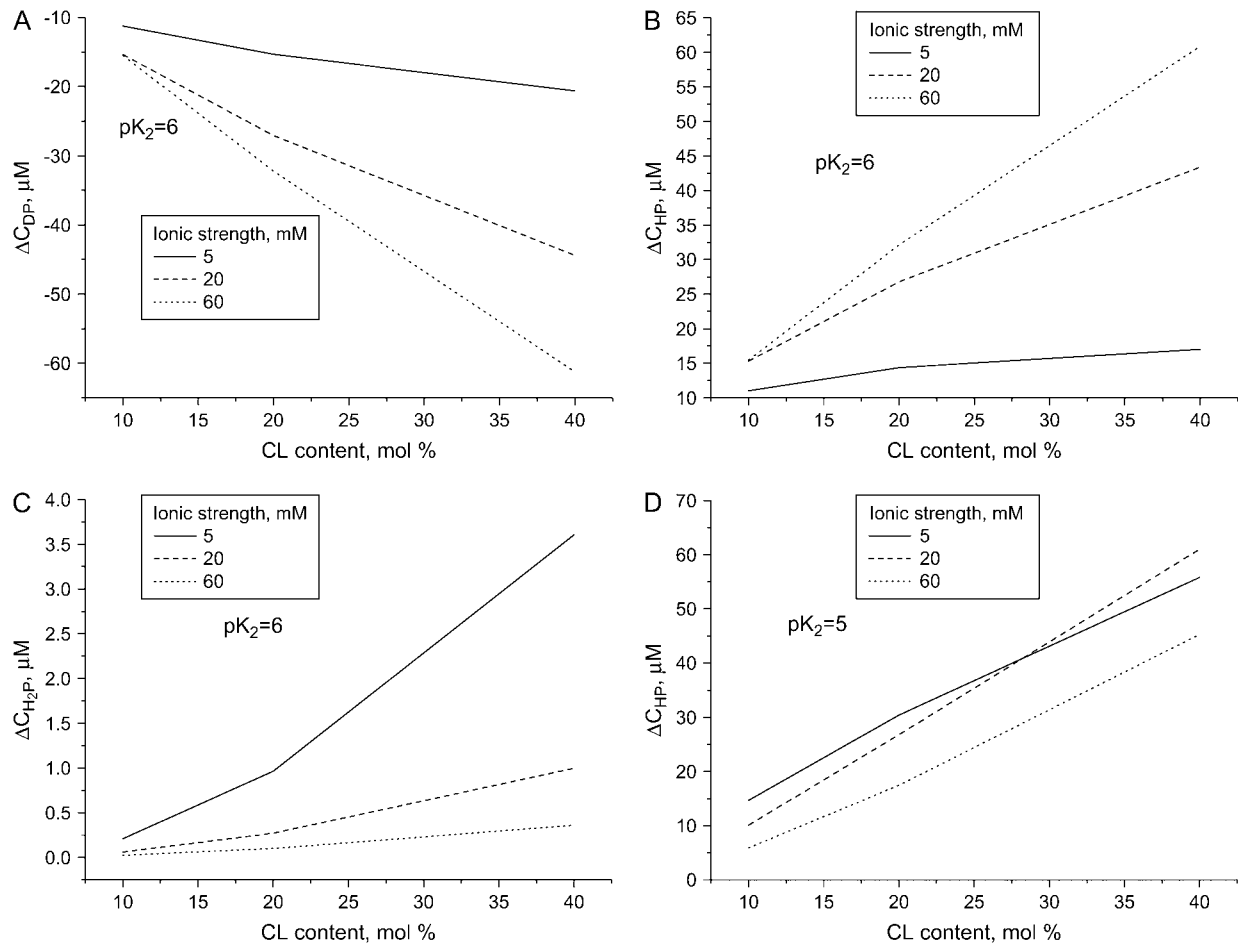 A
-10
-20
-30
-40
-50
-60
ΔC_DP, μM
pK₂=6
Ionic strength, mM
5
20
60
10 15 20 25 30 35 40
CL content, mol %
B
65
60
55
50
45
40
35
30
25
20
15
10
ΔC_HP, μM
Ionic strength, mM
5
20
60
pK₂=6
10 15 20 25 30 35 40
CL content, mol %
C
4.0
3.5
3.0
2.5
2.0
1.5
1.0
0.5
0.0
ΔC_H₂P, μM
Ionic strength, mM
5
20
60
pK₂=6
10 15 20 25 30 35 40
CL content, mol %
D
70
60
50
40
30
20
10
0
ΔC_HP, μM
Ionic strength, mM
5
20
60
pK₂=5
10 15 20 25 30 35 40
CL content, mol %